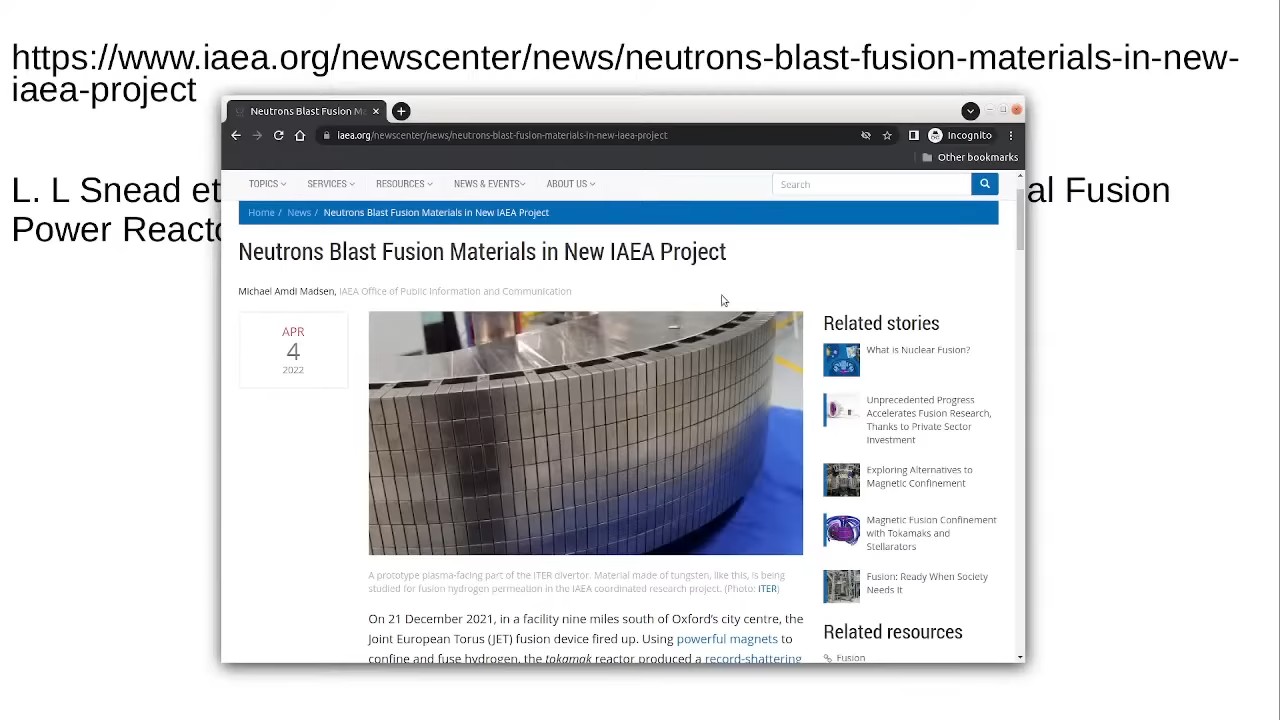 https://www.iaea.org/newscenter/news/neutrons-blast-fusion-materials-in-new-
iaea-project
L. L Snead et
al Fusion
Power Reacto
Neutrons Blast Fusion M
iaea.org/newscenter/news/neutrons-blast-fusion-materials-in-new-iaea-project
Incognito
Other bookmarks
TOPICS
SERVICES
RESOURCES
NEWS & EVENTS
ABOUT US
Search
Home / News / Neutrons Blast Fusion Materials in New IAEA Project
Neutrons Blast Fusion Materials in New IAEA Project
Michael Amdi Madsen, IAEA Office of Public Information and Communication
APR
4
2022
A prototype plasma-facing part of the ITER divertor. Material made of tungsten, like this, is being
studied for fusion hydrogen permeation in the IAEA coordinated research project. (Photo: ITER)
On 21 December 2021, in a facility nine miles south of Oxford's city centre, the
Joint European Torus (JET) fusion device fired up. Using powerful magnets to
confine and fuse hydrogen, the tokamak reactor produced a record-shattering
Related stories
What is Nuclear Fusion?
Unprecedented Progress
Accelerates Fusion Research,
Thanks to Private Sector
Investment
Exploring Alternatives to
Magnetic Confinement
Magnetic Fusion Confinement
with Tokamaks and
Stellarators
Fusion: Ready When Society
Needs It
Related resources
Fusion